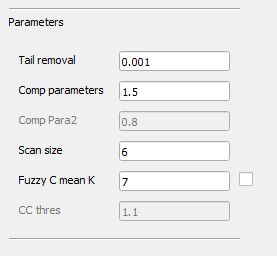 Parameters
Tail removal 0.001
Comp parameters 1.5
Comp Para2 0.8
Scan size 6
Fuzzy C mean K 7
CC thres 1.1